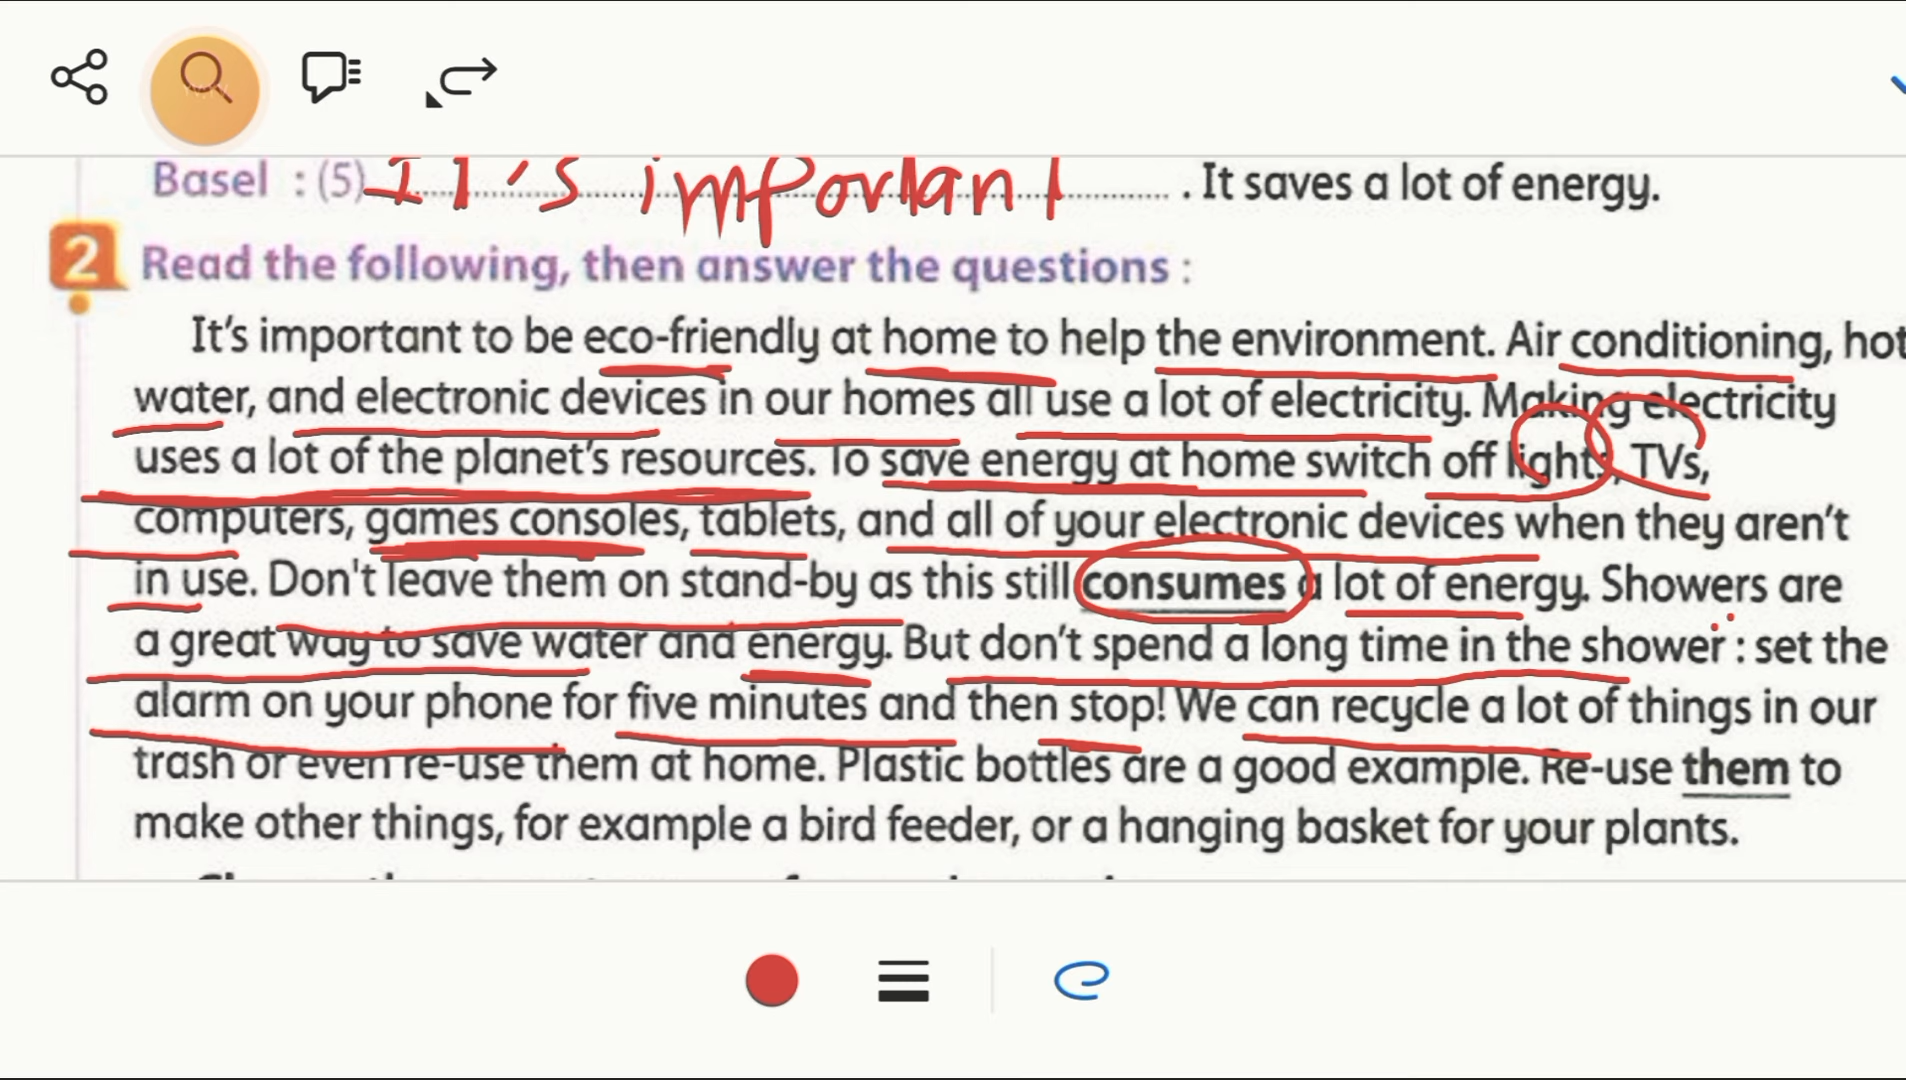 Basel : (5) It's important . It saves a lot of energy.
2 Read the following, then answer the questions :
It's important to be eco-friendly at home to help the environment. Air conditioning, hot
water, and electronic devices in our homes all use a lot of electricity. Making electricity
uses a lot of the planet's resources. To save energy at home switch off lights, TVs,
computers, games consoles, tablets, and all of your electronic devices when they aren't
in use. Don't leave them on stand-by as this still consumes a lot of energy. Showers are
a great way to save water and energy. But don't spend a long time in the shower : set the
alarm on your phone for five minutes and then stop! We can recycle a lot of things in our
trash or even re-use them at home. Plastic bottles are a good example. Re-use them to
make other things, for example a bird feeder, or a hanging basket for your plants.